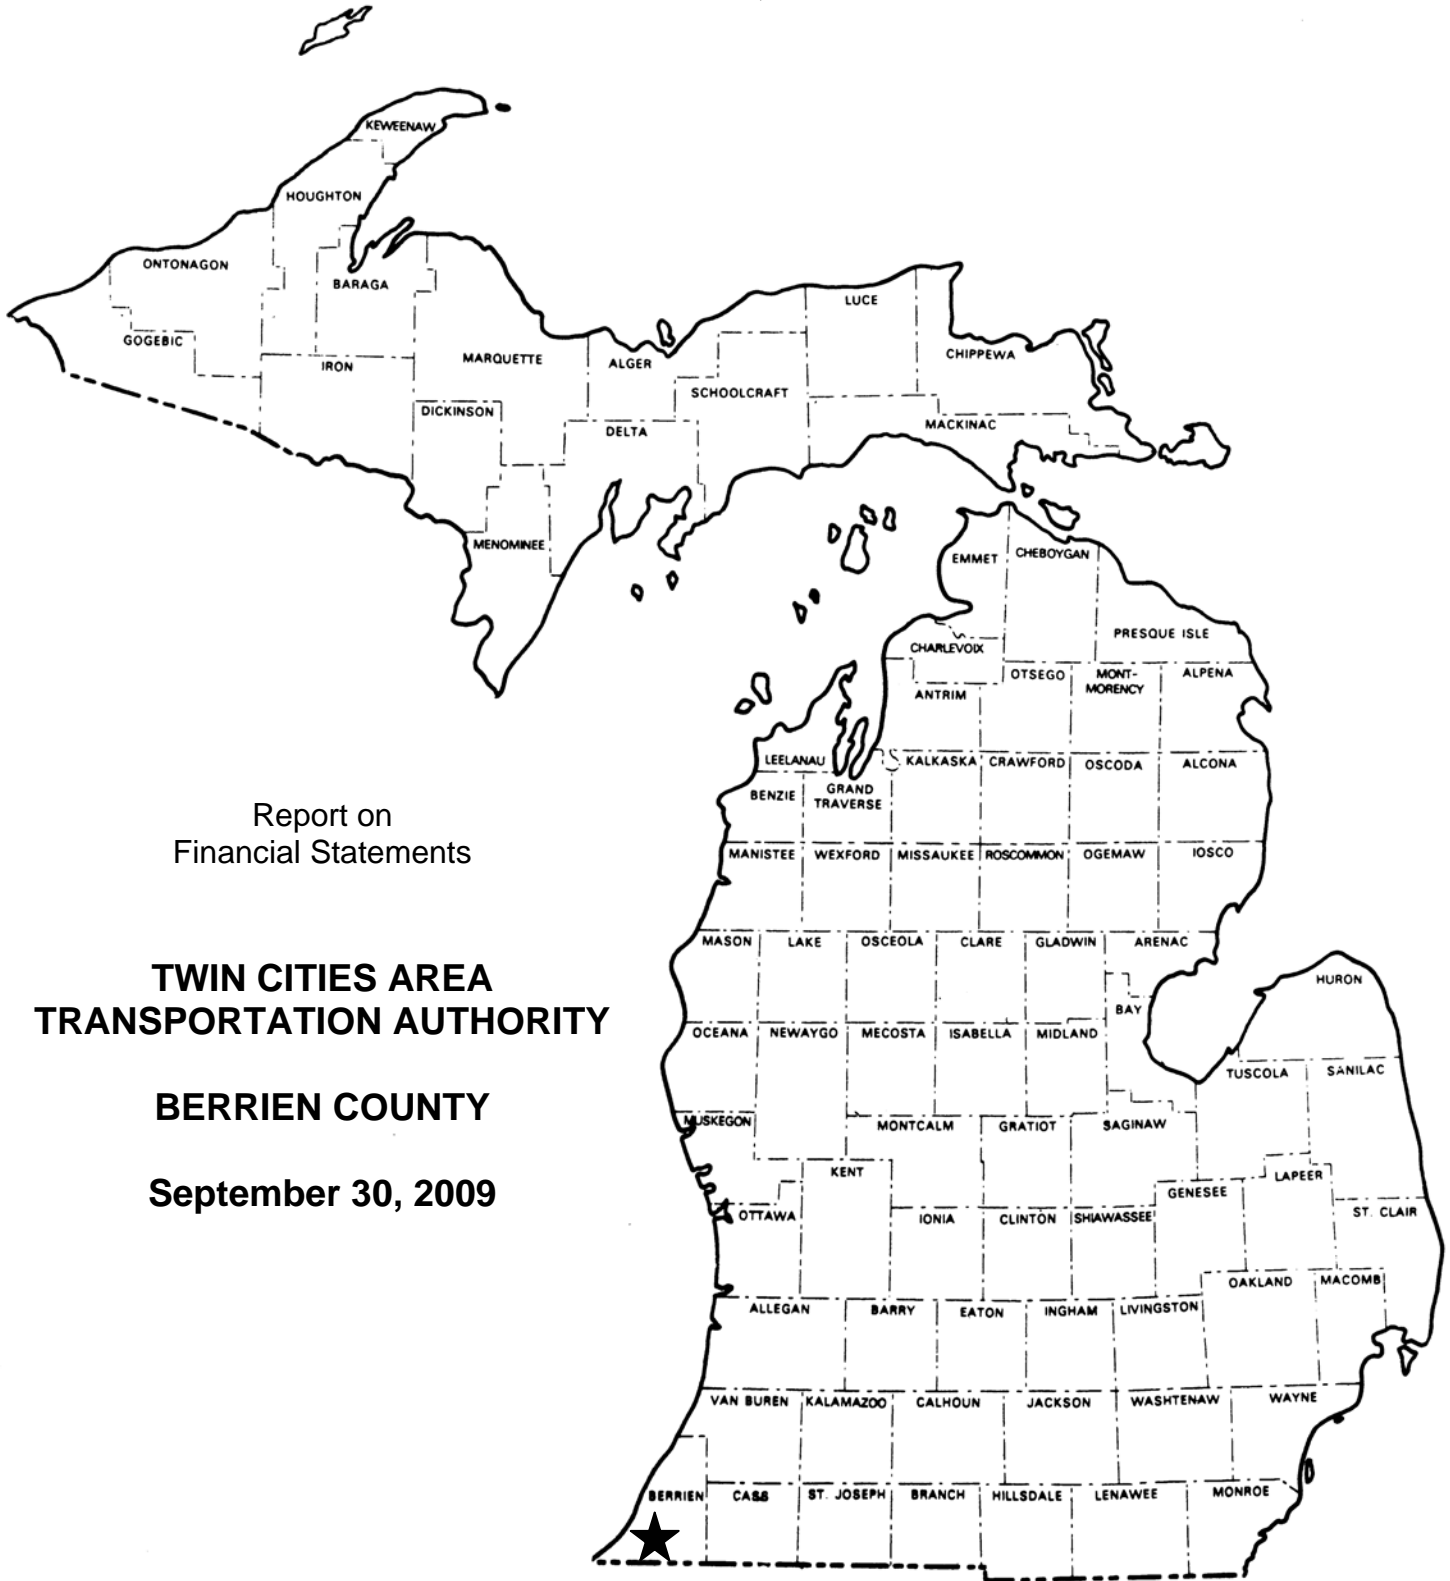 KEWEENAW
HOUGHTON
ONTONAGON
BARAGA
LUCE
GOGEBIC
IRON
MARQUETTE
ALGER
CHIPPEWA
SCHOOLCRAFT
DICKINSON
DELTA
MACKINAC
MENOMINEE
EMMET
CHEBOYGAN
PRESQUE ISLE
CHARLEVOIX
OTSEGO
MONT-
MORENCY
ALPENA
ANTRIM
LEELANAU
KALKASKA
CRAWFORD
OSCODA
ALCONA
BENZIE
GRAND
TRAVERSE
Report on
Financial Statements
MANISTEE
WEXFORD
MISSAUKEE
ROSCOMMON
OGEMAW
IOSCO
MASON
LAKE
OSCEOLA
CLARE
GLADWIN
ARENAC
TWIN CITIES AREA
TRANSPORTATION AUTHORITY
HURON
BAY
OCEANA
NEWAYGO
MECOSTA
ISABELLA
MIDLAND
TUSCOLA
SANILAC
BERRIEN COUNTY
MUSKEGON
MONTCALM
GRATIOT
SAGINAW
September 30, 2009
KENT
GENESEE
LAPEER
OTTAWA
IONIA
CLINTON
SHIAWASSEE
ST. CLAIR
OAKLAND
MACOMB
ALLEGAN
BARRY
EATON
INGHAM
LIVINGSTON
VAN BUREN
KALAMAZOO
CALHOUN
JACKSON
WASHTENAW
WAYNE
BERRIEN
CASS
ST. JOSEPH
BRANCH
HILLSDALE
LENAWEE
MONROE